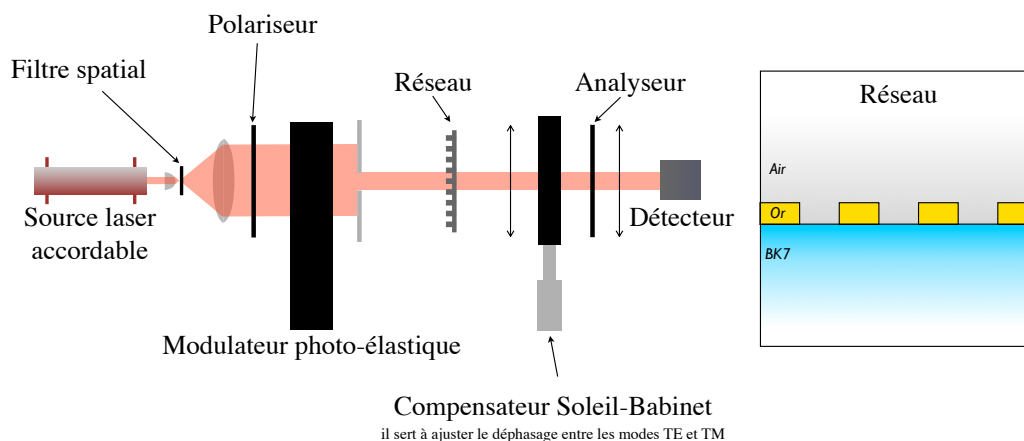 Polariseur
Filtre spatial
Réseau
Analyseur
Source laser
accordable
Détecteur
Modulateur photo-élastique
Compensateur Soleil-Babinet
il sert à ajuster le déphasage entre les modes TE et TM
Réseau
Air
Or
BK7